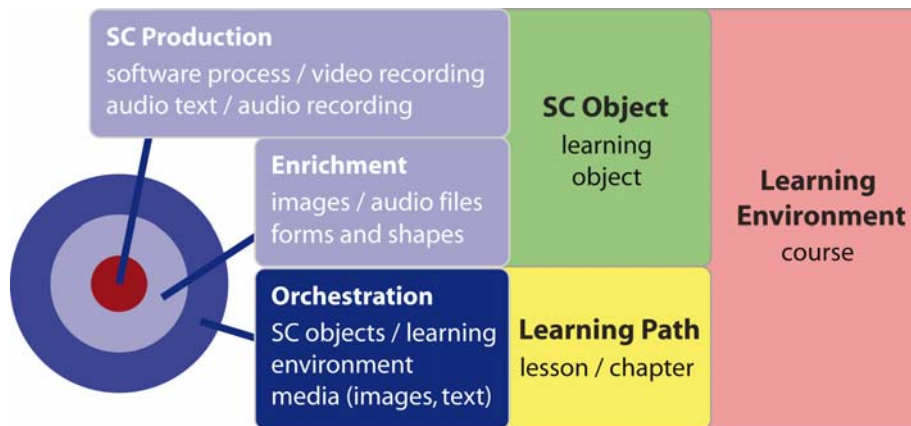 SC Production
software process / video recording
audio text / audio recording
Enrichment
images / audio files
forms and shapes
Orchestration
SC objects / learning
environment
media (images, text)
SC Object
learning
object
Learning Path
lesson / chapter
Learning
Environment
course